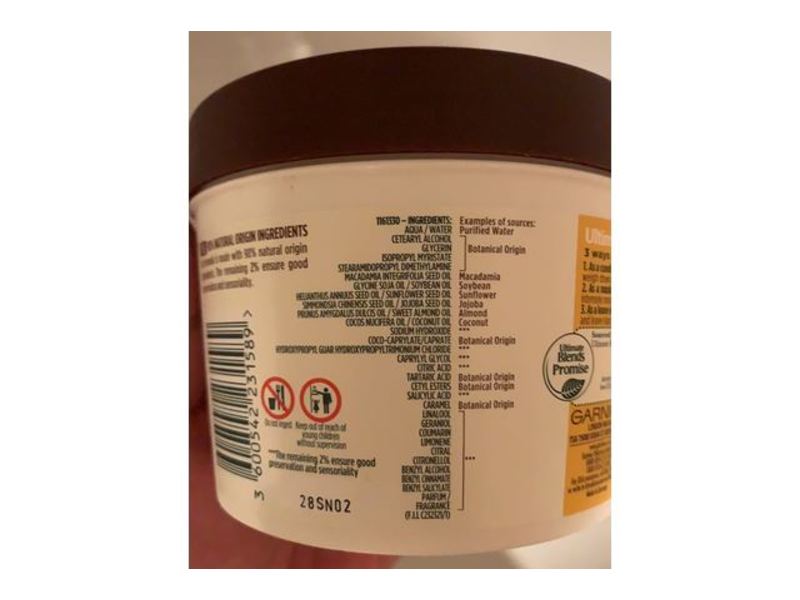 NATURAL ORIGIN INGREDIENTS
is made with 98% natural origin
The remaining 2% ensure good
and sensoriality.
1161330 – INGREDIENTS: Examples of sources:
AQUA / WATER Purified Water
CETEARYL ALCOHOL
GLYCERIN Botanical Origin
ISOPROPYL MYRISTATE
STEARAMIDOPROPYL DIMETHYLAMINE
MACADAMIA INTEGRIFOLIA SEED OIL Macadamia
GLYCINE SOJA OIL / SOYBEAN OIL Soybean
HELIANTHUS ANNUUS SEED OIL / SUNFLOWER SEED OIL Sunflower
SIMMONDSIA CHINENSIS SEED OIL / JOJOBA SEED OIL Jojoba
PRUNUS AMYGDALUS DULCIS OIL / SWEET ALMOND OIL Almond
COCOS NUCIFERA OIL / COCONUT OIL Coconut
SODIUM HYDROXIDE ***
COCO-CAPRYLATE/CAPRATE Botanical Origin
HYDROXYPROPYL GUAR HYDROXYPROPYLTRIMONIUM CHLORIDE ***
CAPRYLYL GLYCOL ***
CITRIC ACID ***
TARTARIC ACID Botanical Origin
CETYL ESTERS Botanical Origin
SALICYLIC ACID ***
CARAMEL Botanical Origin
LINALOOL
GERANIOL
COUMARIN
LIMONENE
CITRAL
CITRONELLOL ***
BENZYL ALCOHOL
BENZYL CINNAMATE
BENZYL SALICYLATE
PARFUM /
FRAGRANCE
(F.I.L. C232521/1)
Do not ingest Keep out of reach of
young children
without supervision
***The remaining 2% ensure good
preservation and sensoriality
3 600542 231589 >
28SN02
Ultim
3 ways
Ultimate
Blends
Promise
GARNI